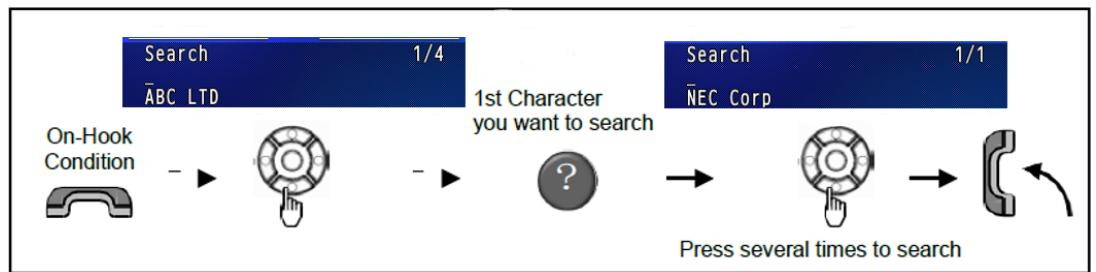 Search 1/4
ABC LTD
Search 1/1
NEC Corp
On-Hook
Condition
1st Character
you want to search
?
Press several times to search